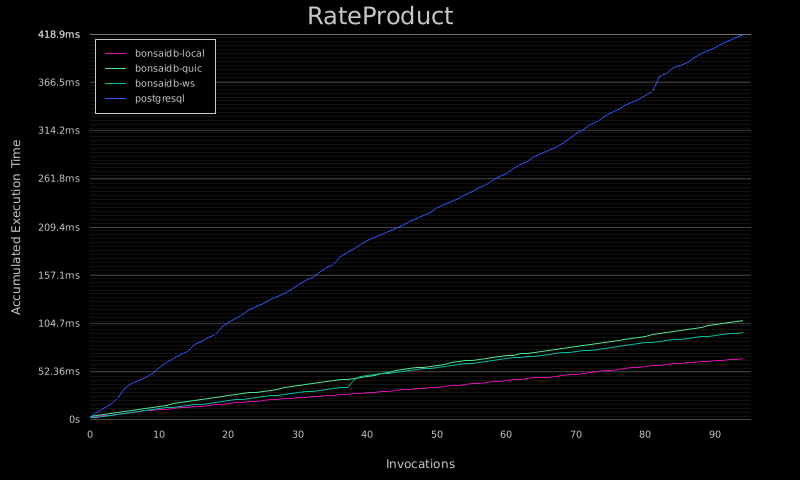 RateProduct
418.9ms
366.5ms
314.2ms
261.8ms
209.4ms
157.1ms
104.7ms
52.36ms
0s
bonsaidb-local
bonsaidb-quic
bonsaidb-ws
postgresql
Accumulated Execution Time
0 10 20 30 40 50 60 70 80 90
Invocations